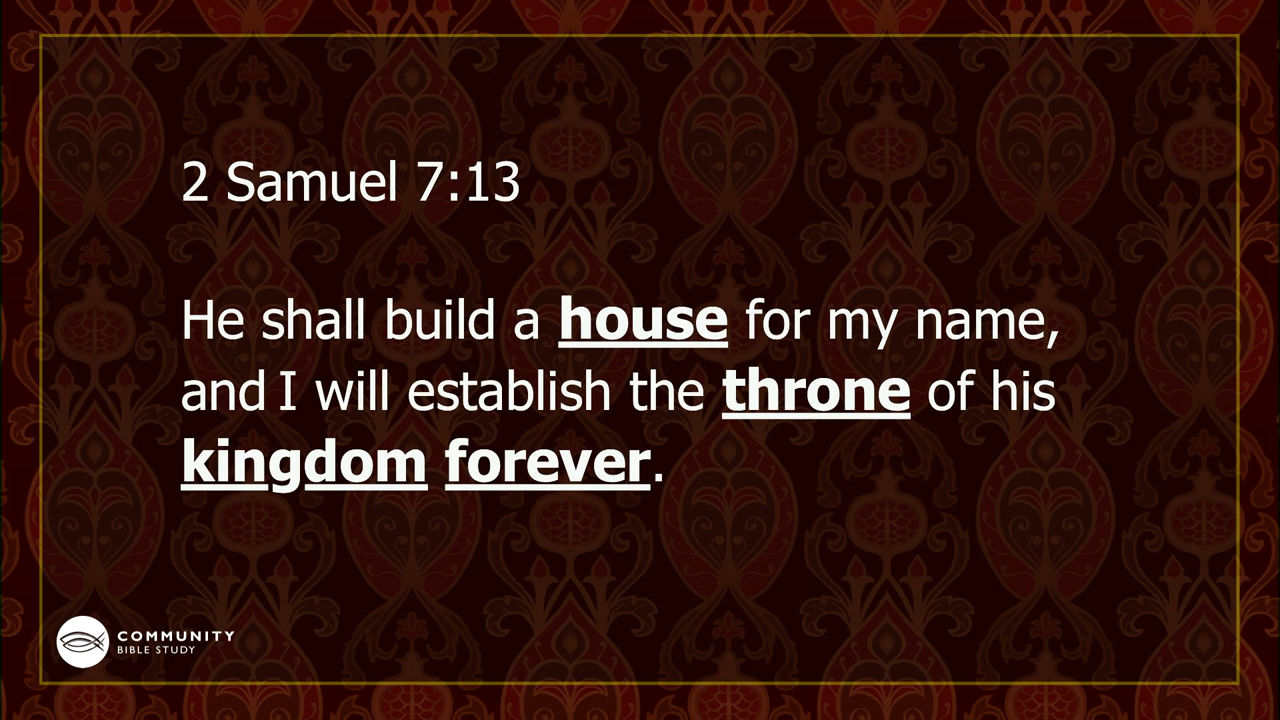 2 Samuel 7:13
He shall build a house for my name,
and I will establish the throne of his
kingdom forever.
COMMUNITY
BIBLE STUDY